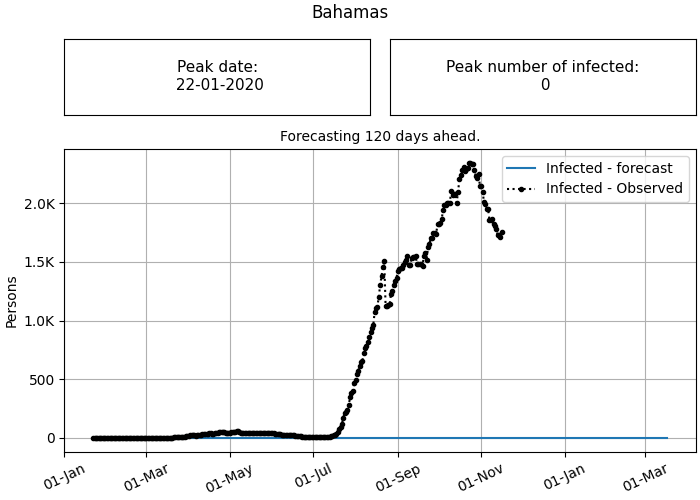 Bahamas
Peak date:
22-01-2020
Peak number of infected:
0
Forecasting 120 days ahead.
Infected - forecast
Infected - Observed
2.0K
1.5K
1.0K
500
0
Persons
01-Jan
01-Mar
01-May
01-Jul
01-Sep
01-Nov
01-Jan
01-Mar